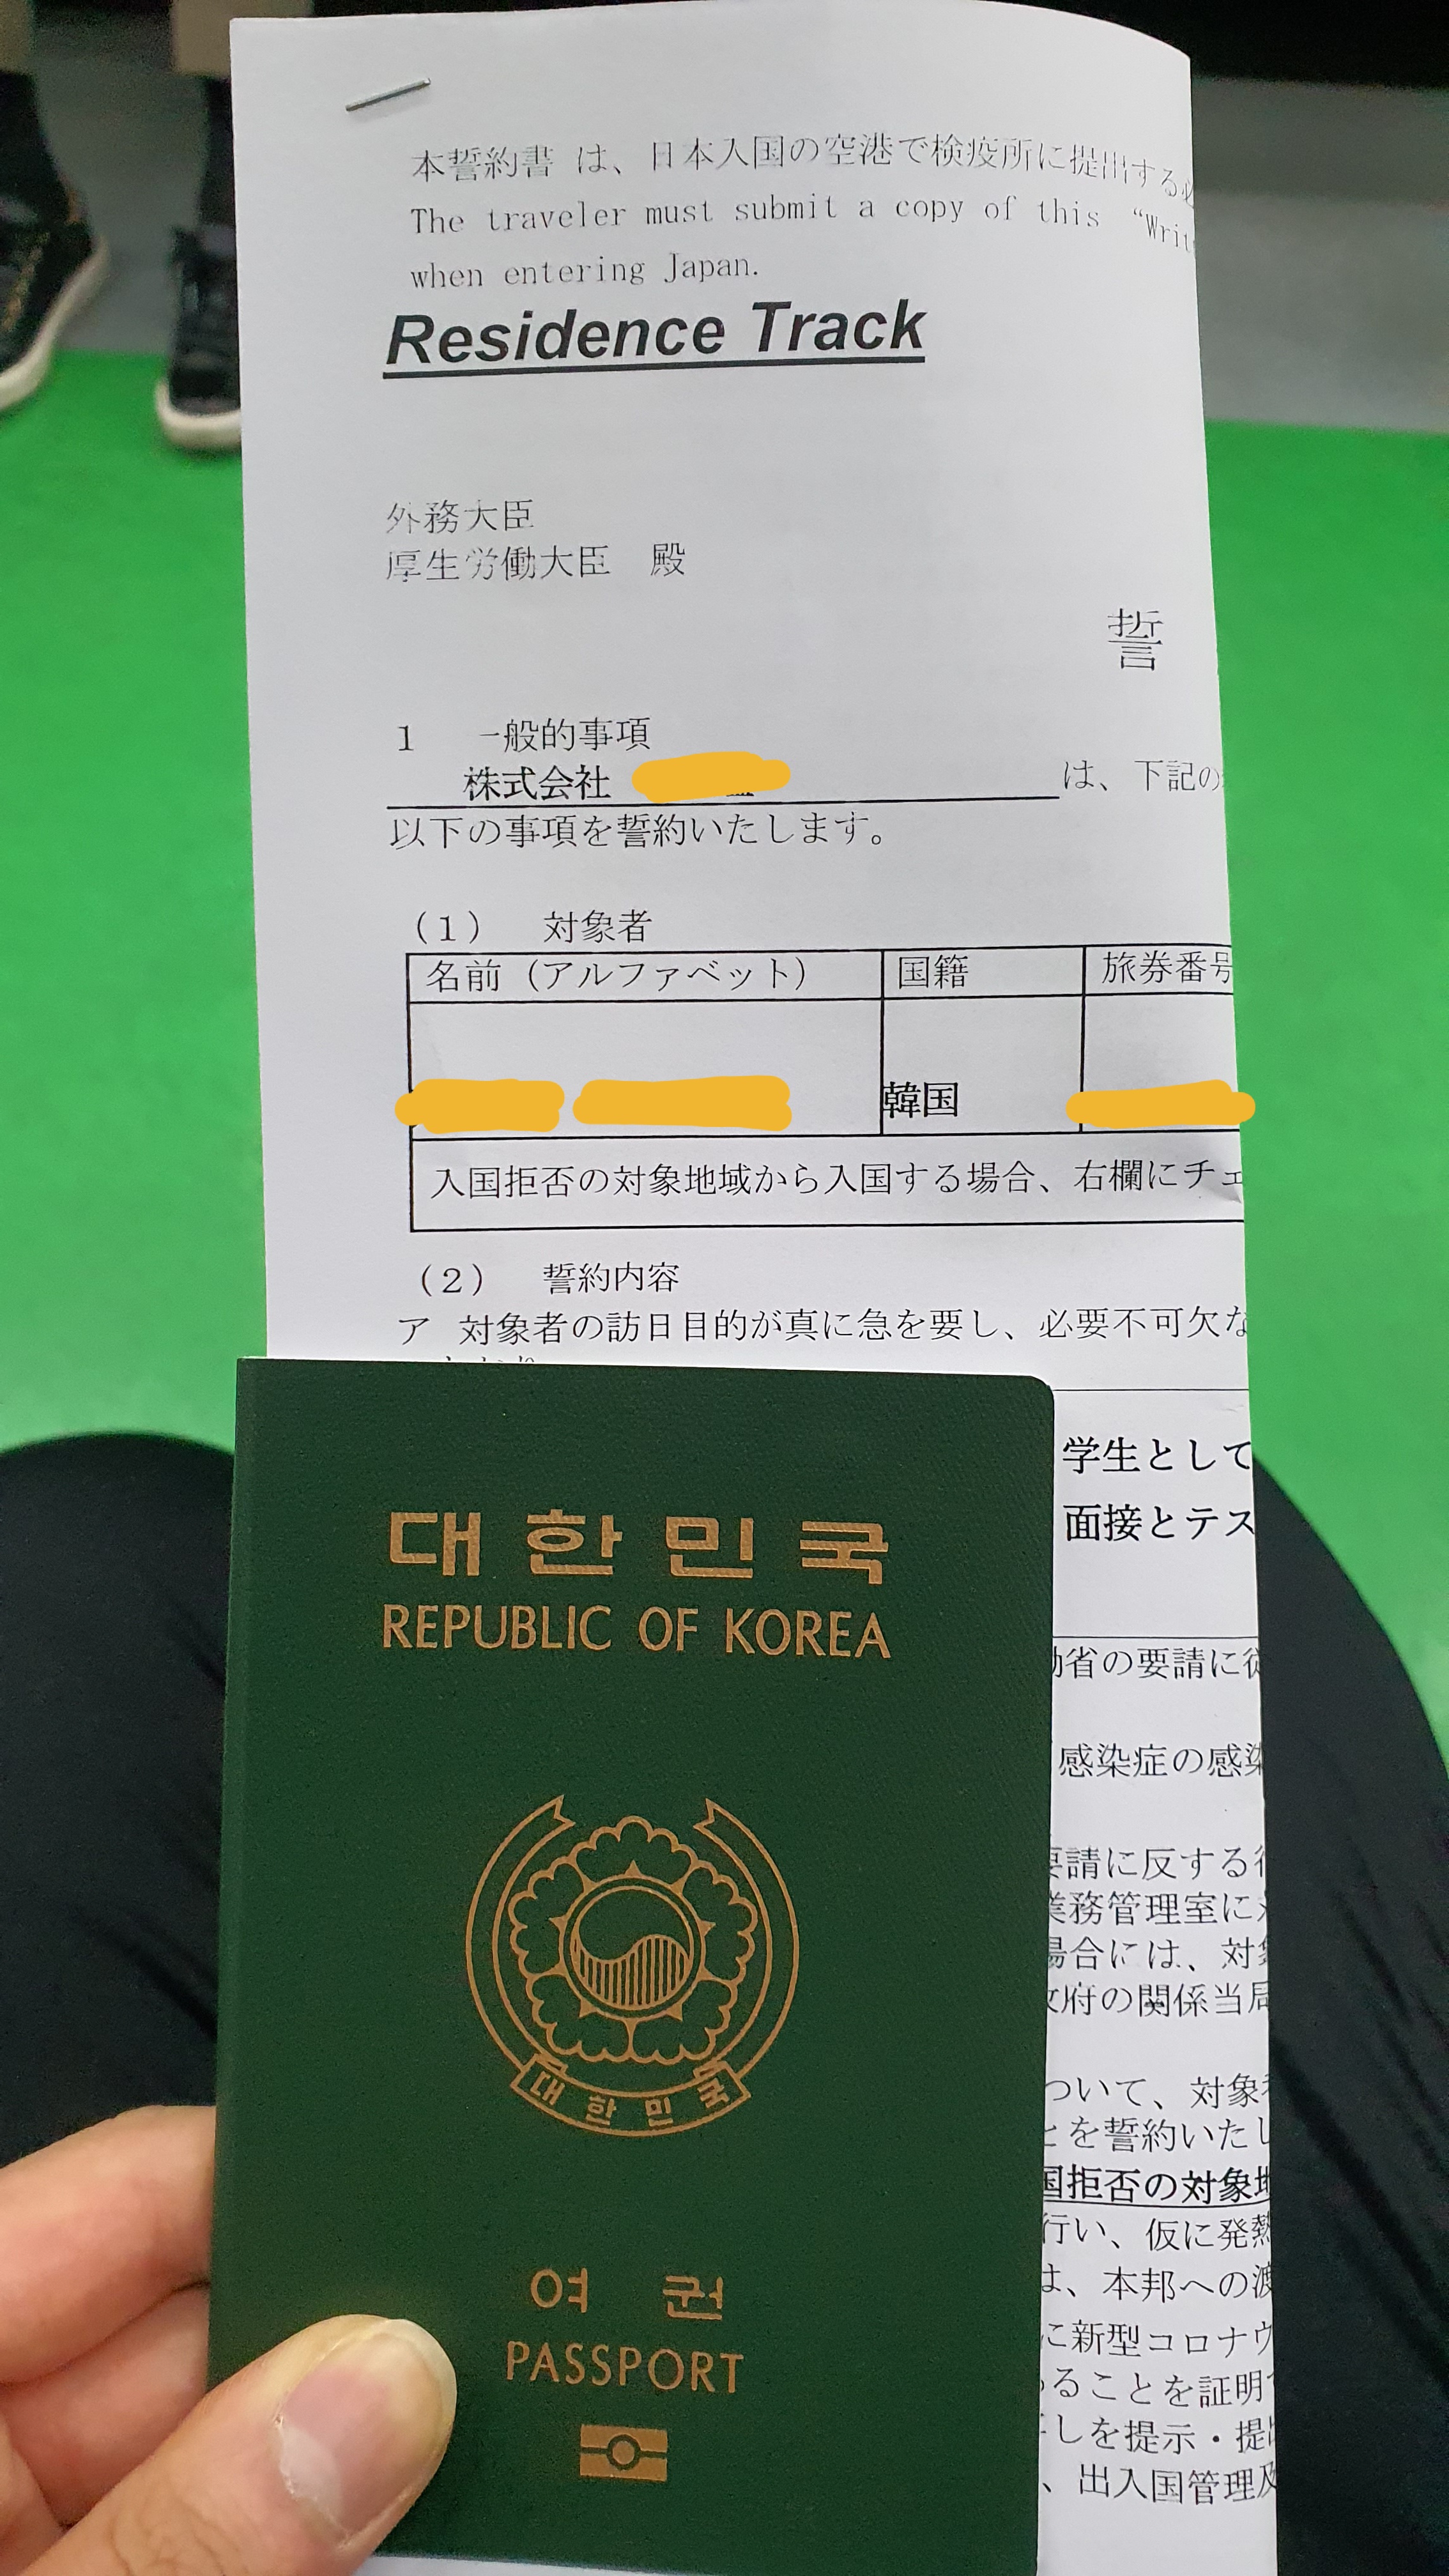 本誓約書 は、日本入国の空港で検疫所に提出する
The traveler must submit a copy of this
when entering Japan.
Residence Track
外務大臣
厚生労働大臣 殿
誓
1 一般的事項
株式会社 は、下記の
以下の事項を誓約いたします。
(1) 対象者
名前（アルファベット） 国籍 旅券番号
韓国
入国拒否の対象地域から入国する場合、右欄にチェ
(2) 誓約内容
ア 対象者の訪日目的が真に急を要し、必要不可欠な
学生として
面接とテス
省の要請に
感染症の感染
要請に反する
業務管理室に
場合には、対象
政府の関係当局
ついて、対象
とを誓約いたし
国拒否の対象地
行い、仮に発熱
は、本邦への渡
に新型コロナウ
ることを証明
しを提示・提出
、出入国管理及
대한민국
REPUBLIC OF KOREA
대한민국
여권
PASSPORT